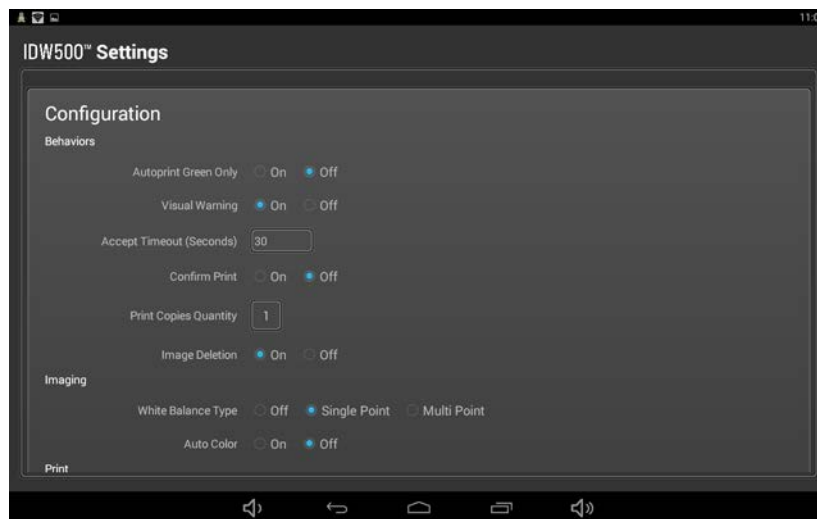 11:0
IDW500™ Settings
Configuration
Behaviors
Autoprint Green Only On Off
Visual Warning On Off
Accept Timeout (Seconds) 30
Confirm Print On Off
Print Copies Quantity 1
Image Deletion On Off
Imaging
White Balance Type Off Single Point Multi Point
Auto Color On Off
Print